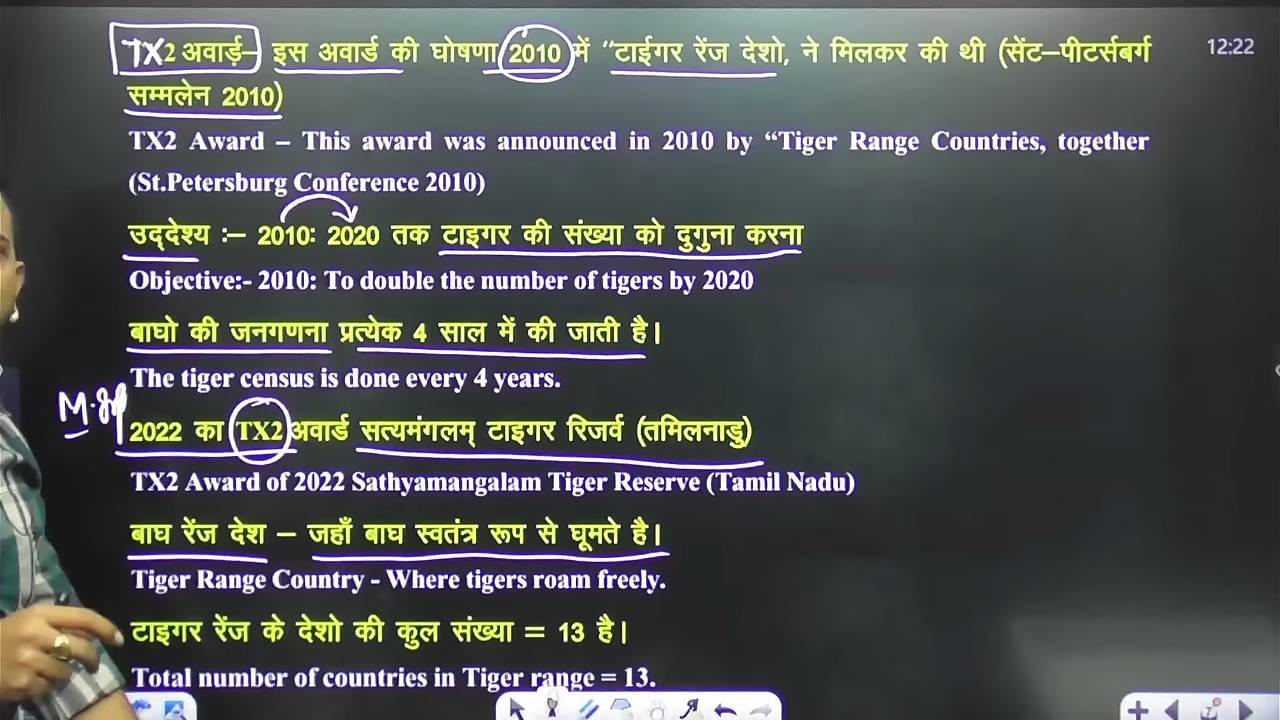 TX2 अवार्ड– इस अवार्ड की घोषणा 2010 में “टाईगर रेंज देशो, ने मिलकर की थी (सेंट–पीटर्सबर्ग
12:22
सम्मलेन 2010)
TX2 Award – This award was announced in 2010 by “Tiger Range Countries, together
(St.Petersburg Conference 2010)
उद्देश्य :– 2010: 2020 तक टाइगर की संख्या को दुगुना करना
Objective:- 2010: To double the number of tigers by 2020
बाघो की जनगणना प्रत्येक 4 साल में की जाती है।
The tiger census is done every 4 years.
2022 का TX2 अवार्ड सत्यमंगलम् टाइगर रिजर्व (तमिलनाडु)
TX2 Award of 2022 Sathyamangalam Tiger Reserve (Tamil Nadu)
बाघ रेंज देश – जहाँ बाघ स्वतंत्र रूप से घूमते है।
Tiger Range Country - Where tigers roam freely.
टाइगर रेंज के देशो की कुल संख्या = 13 है।
Total number of countries in Tiger range = 13.